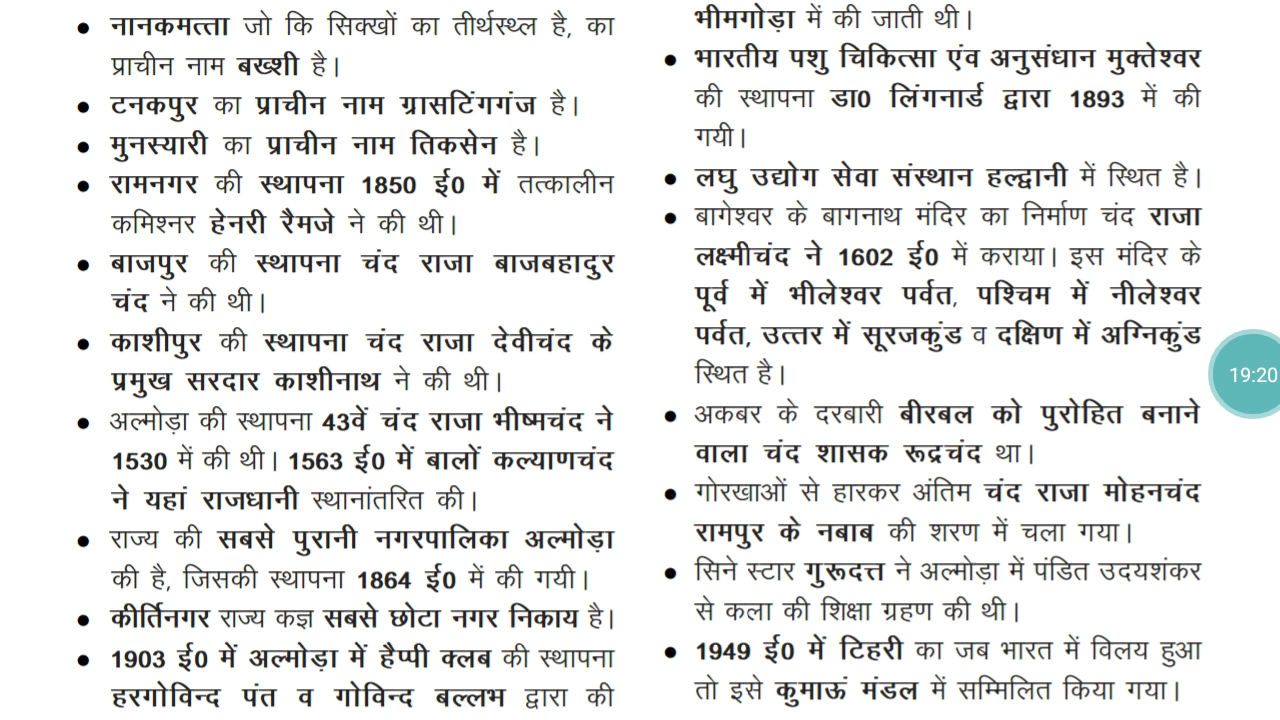 • नानकमत्ता जो कि सिक्खों का तीर्थस्थ्ल है, का
प्राचीन नाम बख्शी है।
• टनकपुर का प्राचीन नाम ग्रासटिंगगंज है।
• मुनस्यारी का प्राचीन नाम तिकसेन है।
• रामनगर की स्थापना 1850 ई0 में तत्कालीन
कमिश्नर हेनरी रैमजे ने की थी।
• बाजपुर की स्थापना चंद राजा बाजबहादुर
चंद ने की थी।
• काशीपुर की स्थापना चंद राजा देवीचंद के
प्रमुख सरदार काशीनाथ ने की थी।
• अल्मोड़ा की स्थापना 43वें चंद राजा भीष्मचंद ने
1530 में की थी। 1563 ई0 में बालों कल्याणचंद
ने यहां राजधानी स्थानांतरित की।
• राज्य की सबसे पुरानी नगरपालिका अल्मोड़ा
की है, जिसकी स्थापना 1864 ई0 में की गयी।
• कीर्तिनगर राज्य कज्ञ सबसे छोटा नगर निकाय है।
• 1903 ई0 में अल्मोड़ा में हैप्पी क्लब की स्थापना
हरगोविन्द पंत व गोविन्द बल्लभ द्वारा की
भीमगोड़ा में की जाती थी।
• भारतीय पशु चिकित्सा एंव अनुसंधान मुक्तेश्वर
की स्थापना डा0 लिंगनार्ड द्वारा 1893 में की
गयी।
• लघु उद्योग सेवा संस्थान हल्द्वानी में स्थित है।
• बागेश्वर के बागनाथ मंदिर का निर्माण चंद राजा
लक्ष्मीचंद ने 1602 ई0 में कराया। इस मंदिर के
पूर्व में भीलेश्वर पर्वत, पश्चिम में नीलेश्वर
पर्वत, उत्तर में सूरजकुंड व दक्षिण में अग्निकुंड
स्थित है।
• अकबर के दरबारी बीरबल को पुरोहित बनाने
वाला चंद शासक रूद्रचंद था।
• गोरखाओं से हारकर अंतिम चंद राजा मोहनचंद
रामपुर के नबाब की शरण में चला गया।
• सिने स्टार गुरूदत्त ने अल्मोड़ा में पंडित उदयशंकर
से कला की शिक्षा ग्रहण की थी।
• 1949 ई0 में टिहरी का जब भारत में विलय हुआ
तो इसे कुमाऊं मंडल में सम्मिलित किया गया।
19:20